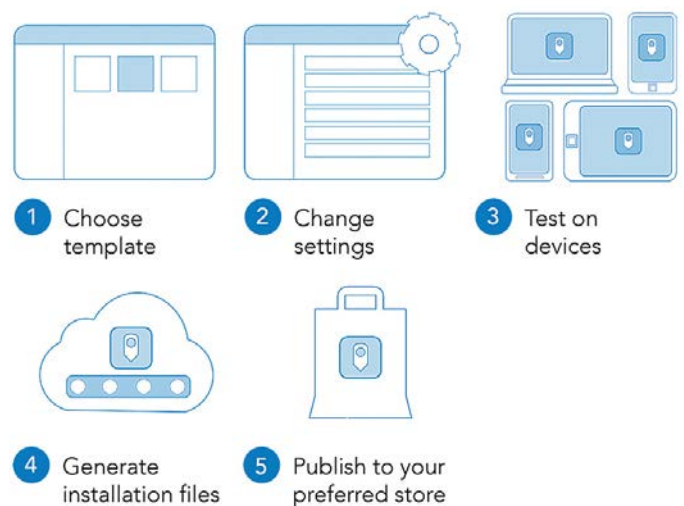 1 Choose
template
2 Change
settings
3 Test on
devices
4 Generate
installation files
5 Publish to your
preferred store